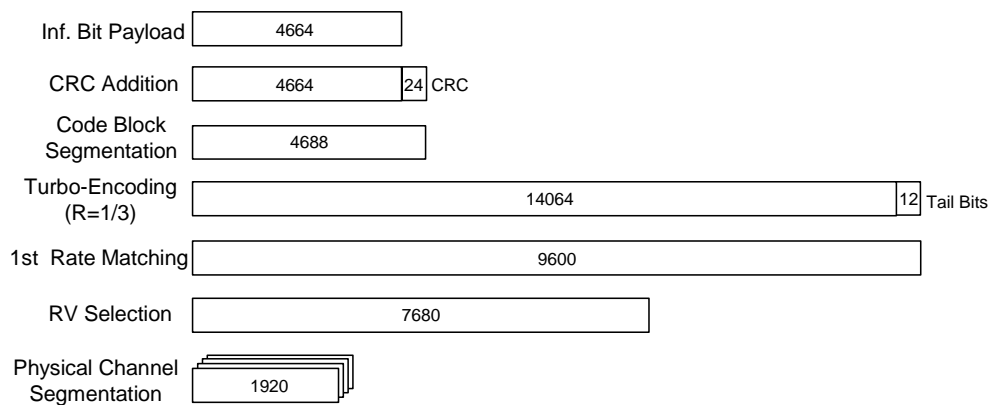 Inf. Bit Payload
4664
CRC Addition
4664
24
CRC
Code Block
Segmentation
4688
Turbo-Encoding
(R=1/3)
14064
12
Tail Bits
1st Rate Matching
9600
RV Selection
7680
Physical Channel
Segmentation
1920